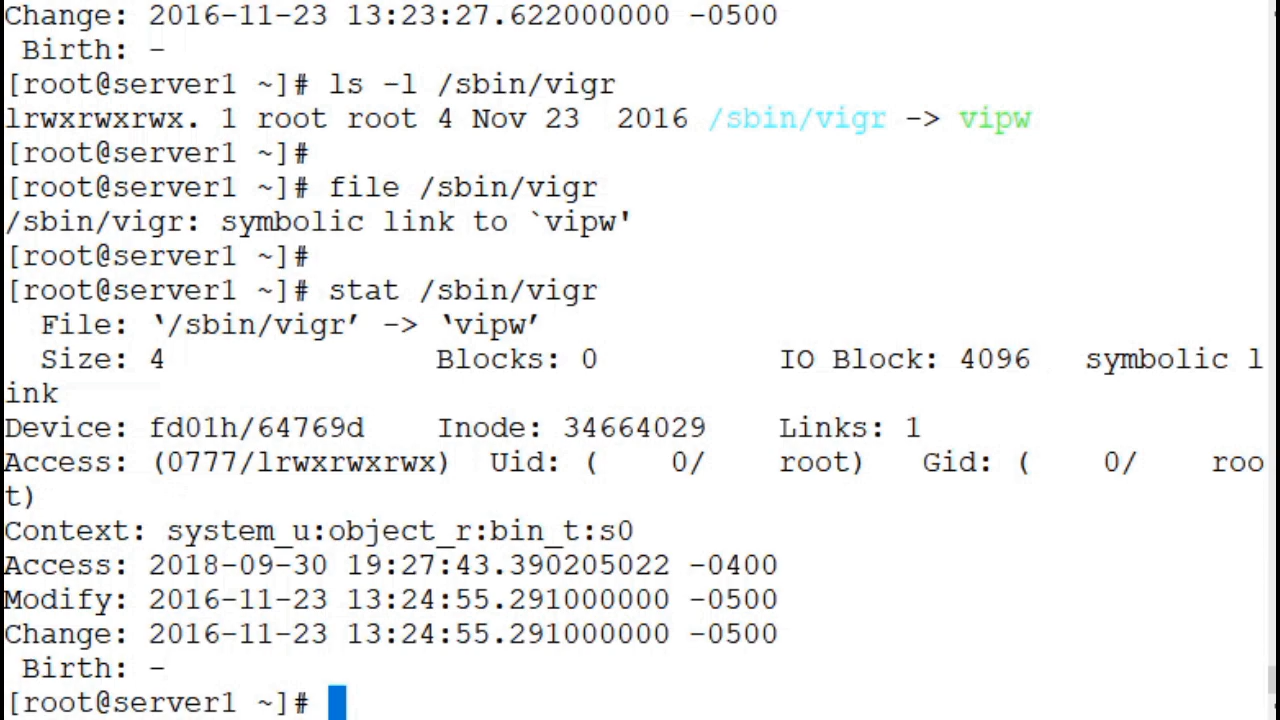 Change: 2016-11-23 13:23:27.622000000 -0500
 Birth: -
[root@server1 ~]# ls -l /sbin/vigr
lrwxrwxrwx. 1 root root 4 Nov 23  2016 /sbin/vigr -> vipw
[root@server1 ~]#
[root@server1 ~]# file /sbin/vigr
/sbin/vigr: symbolic link to `vipw'
[root@server1 ~]#
[root@server1 ~]# stat /sbin/vigr
  File: ‘/sbin/vigr’ -> ‘vipw’
  Size: 4               Blocks: 0          IO Block: 4096   symbolic l
ink
Device: fd01h/64769d    Inode: 34664029    Links: 1
Access: (0777/lrwxrwxrwx)  Uid: (    0/    root)   Gid: (    0/    roo
t)
Context: system_u:object_r:bin_t:s0
Access: 2018-09-30 19:27:43.390205022 -0400
Modify: 2016-11-23 13:24:55.291000000 -0500
Change: 2016-11-23 13:24:55.291000000 -0500
 Birth: -
[root@server1 ~]#